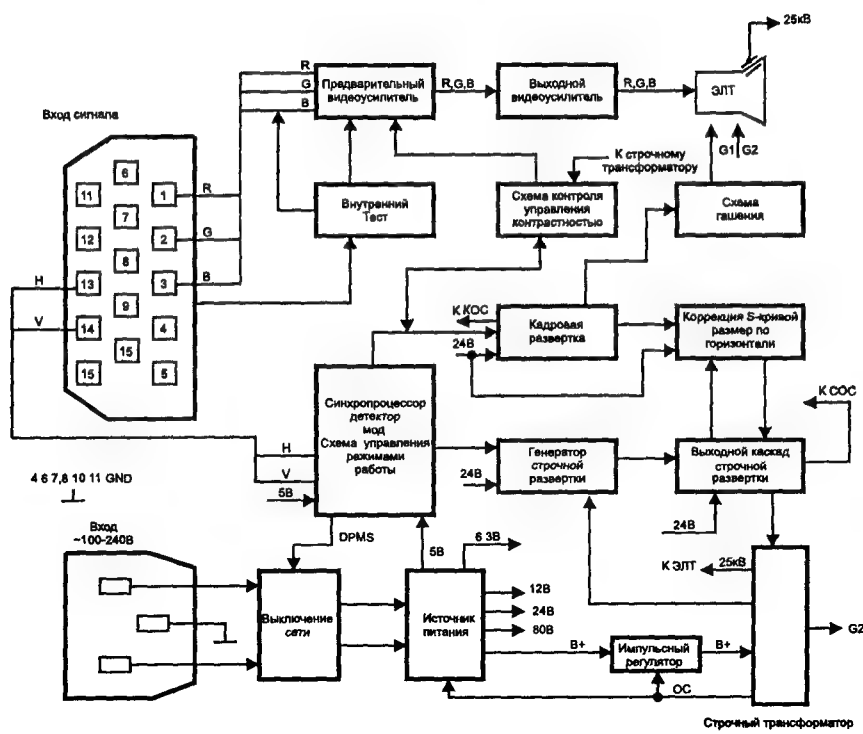 25кВ
R
G
B
Предварительный
видеоусилитель
R,G,B
Выходной
видеоусилитель
R,G,B
ЭЛТ
Вход сигнала
G1
G2
К строчному
трансформатору
6
11
1
R
7
12
2
G
8
13
3
B
H
9
14
4
V
15
15
5
Внутренний
Тест
Схема контроля
управления
контрастностью
Схема
гашения
К КОС
24В
Кадровая
развертка
Коррекция S-кривой
размер по
горизонтали
К СОС
Синхропроцессор
детектор
мод
Схема управления
режимами
работы
H
V
5В
Генератор
строчной
развертки
24В
Выходной каскад
строчной
развертки
24В
4 6 7,8 10 11 GND
Вход
~100-240В
DPMS
5В
6 3В
К ЭЛТ
25кВ
Выключение
сети
Источник
питания
12В
24В
80В
B+
Импульсный
регулятор
B+
G2
ОС
Строчный трансформатор